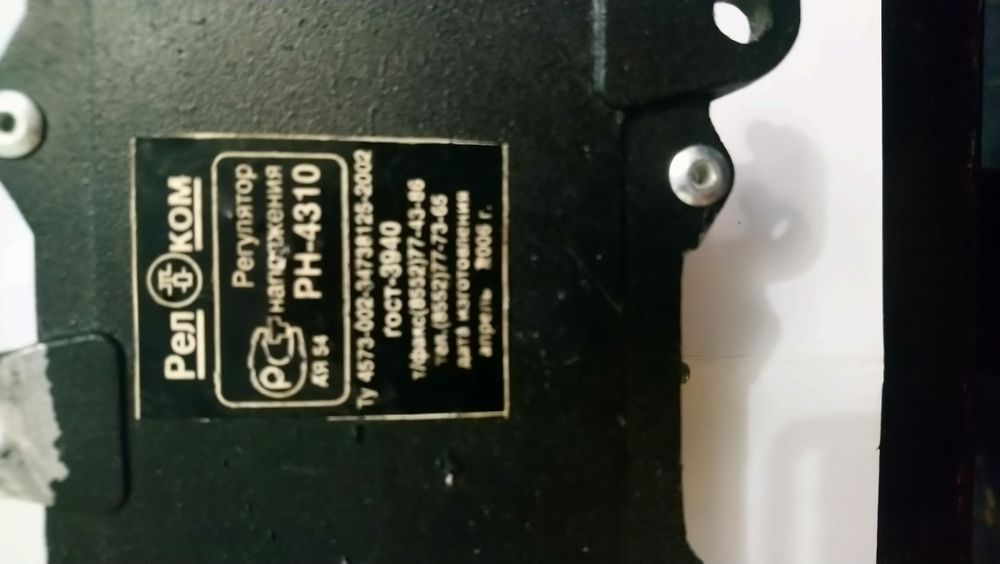 Рел ком
Регулятор
напряжения
РН-4310
АЯ 54
Ту 4573-002-34738125-2002
ГОСТ-3940
т/факс(8552)77-43-86
тел.(8552)77-73-65
дата изготовления
апрель 2006 г.